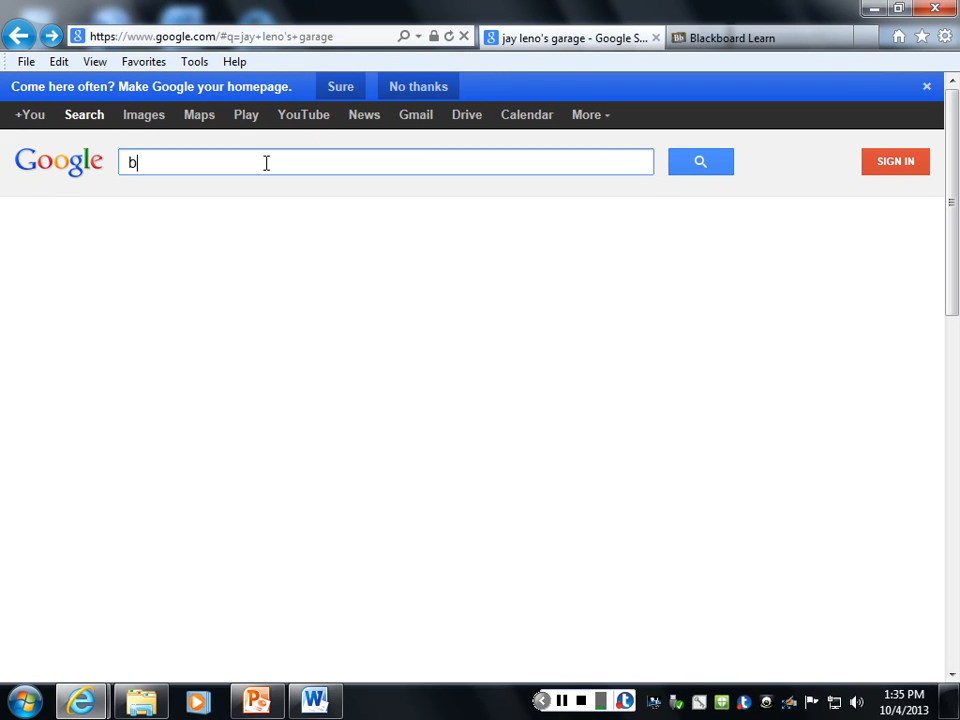 https://www.google.com/#q=jay+leno's+garage
jay leno's garage - Google S...
Bb Blackboard Learn
File Edit View Favorites Tools Help
Come here often? Make Google your homepage. Sure No thanks
+You Search Images Maps Play YouTube News Gmail Drive Calendar More
Google b SIGN IN
1:35 PM
10/4/2013